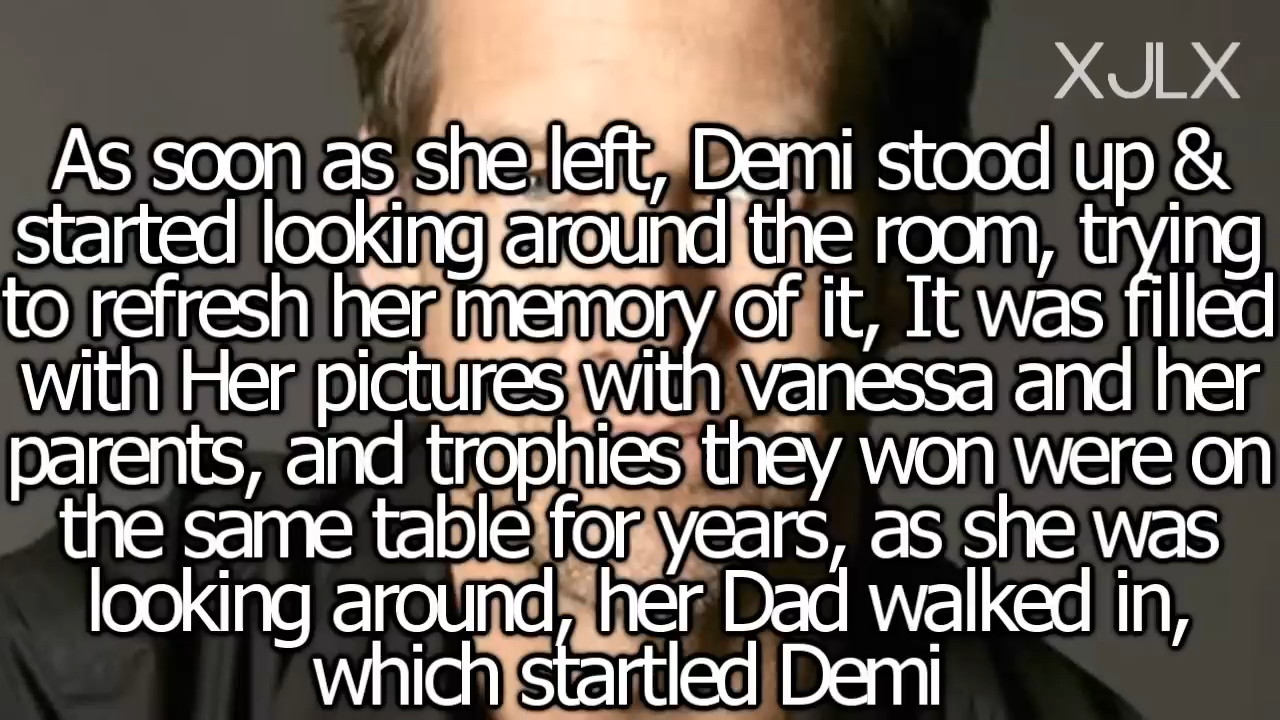 XJLX
As soon as she left, Demi stood up &
started looking around the room, trying
to refresh her memory of it, It was filled
with Her pictures with vanessa and her
parents, and trophies they won were on
the same table for years, as she was
looking around, her Dad walked in,
which startled Demi